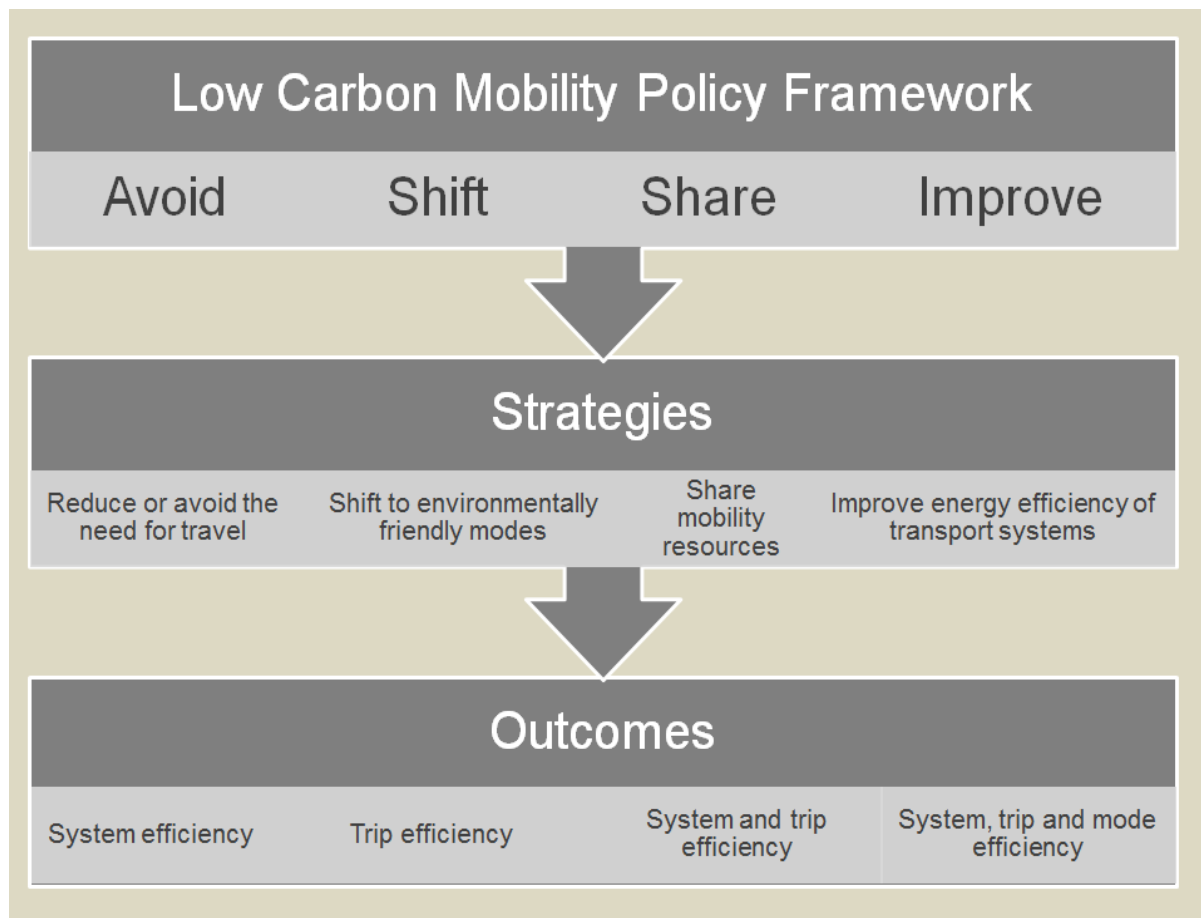 Low Carbon Mobility Policy Framework
Avoid
Shift
Share
Improve
Strategies
Reduce or avoid the
need for travel
Shift to environmentally
friendly modes
Share
mobility
resources
Improve energy efficiency of
transport systems
Outcomes
System efficiency
Trip efficiency
System and trip
efficiency
System, trip and mode
efficiency